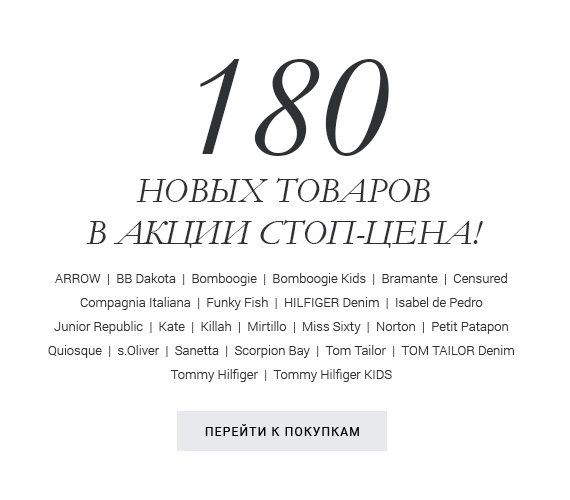 180
НОВЫХ ТОВАРОВ
В АКЦИИ СТОП-ЦЕНА!
ARROW | BB Dakota | Bomboogie | Bomboogie Kids | Bramante | Censured
Compagnia Italiana | Funky Fish | HILFIGER Denim | Isabel de Pedro
Junior Republic | Kate | Killah | Mirtillo | Miss Sixty | Norton | Petit Patapon
Quiosque | s.Oliver | Sanetta | Scorpion Bay | Tom Tailor | TOM TAILOR Denim
Tommy Hilfiger | Tommy Hilfiger KIDS
ПЕРЕЙТИ К ПОКУПКАМ